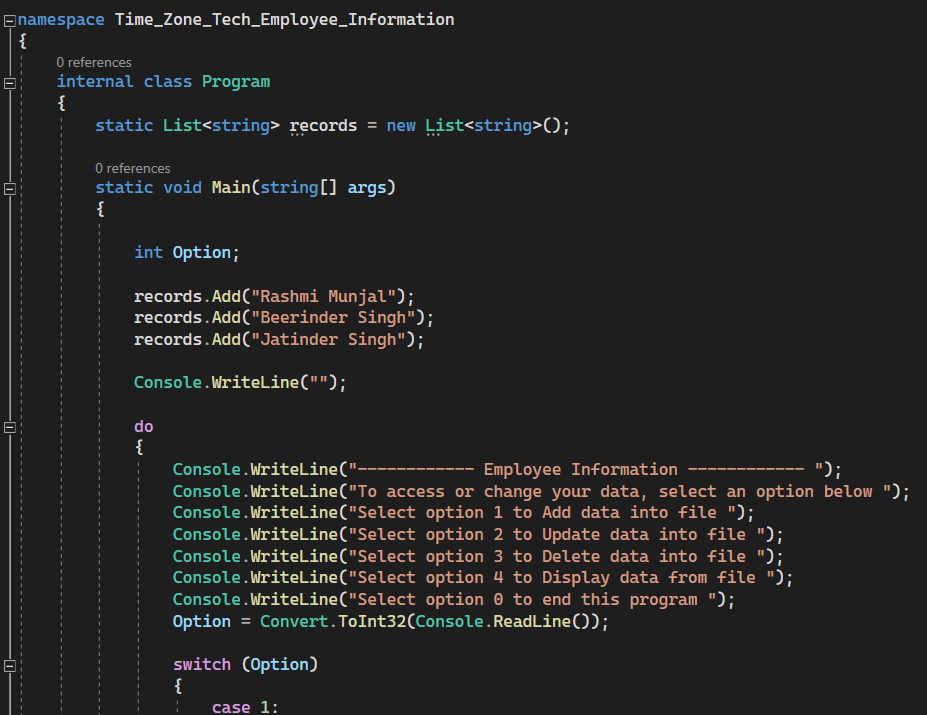 namespace Time_Zone_Tech_Employee_Information
{
0 references
internal class Program
{
static List<string> records = new List<string>();
0 references
static void Main(string[] args)
{
int Option;
records.Add("Rashmi Munjal");
records.Add("Beerinder Singh");
records.Add("Jatinder Singh");
Console.WriteLine("");
do
{
Console.WriteLine("------------ Employee Information ------------ ");
Console.WriteLine("To access or change your data, select an option below ");
Console.WriteLine("Select option 1 to Add data into file ");
Console.WriteLine("Select option 2 to Update data into file ");
Console.WriteLine("Select option 3 to Delete data into file ");
Console.WriteLine("Select option 4 to Display data from file ");
Console.WriteLine("Select option 0 to end this program ");
Option = Convert.ToInt32(Console.ReadLine());
switch (Option)
{
case 1: